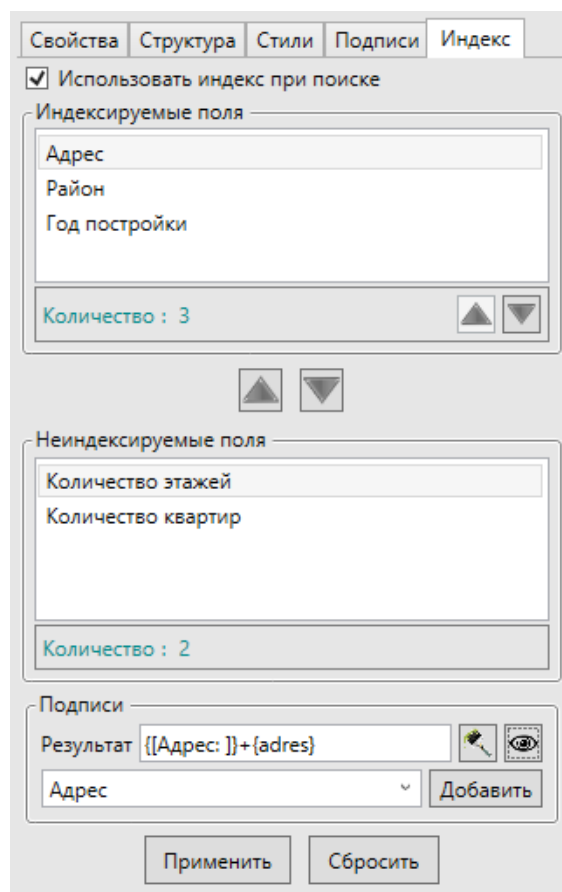 Свойства Структура Стили Подписи Индекс
Использовать индекс при поиске
Индексируемые поля
Адрес
Район
Год постройки
Количество : 3
Неиндексируемые поля
Количество этажей
Количество квартир
Количество : 2
Подписи
Результат {[Адрес: ]}+{adres}
Адрес Добавить
Применить Сбросить